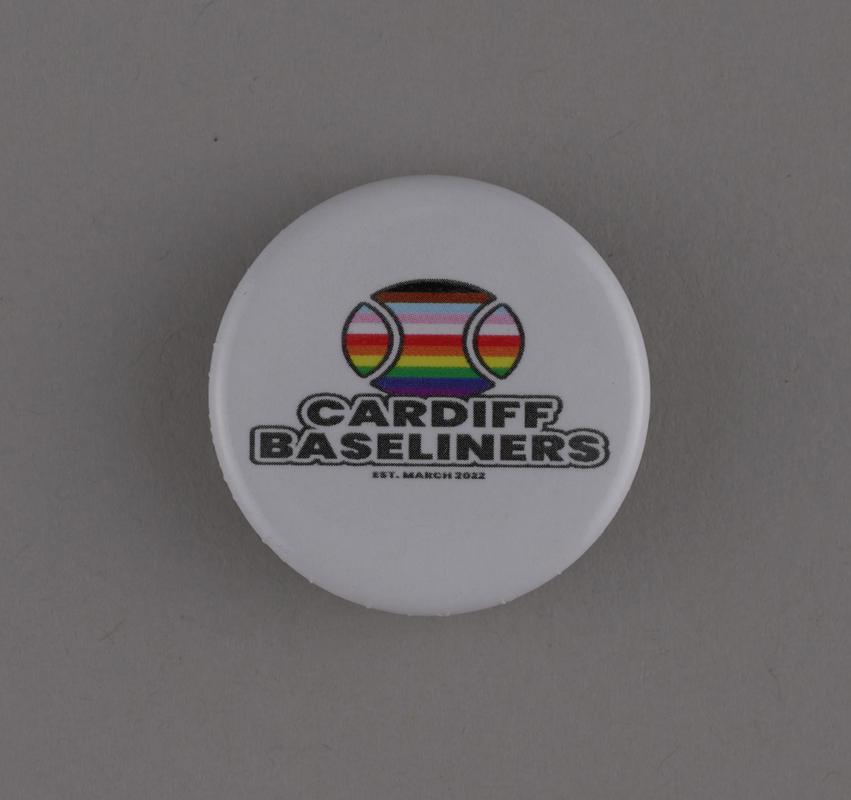 CARDIFF
BASELINERS
EST. MARCH 2022